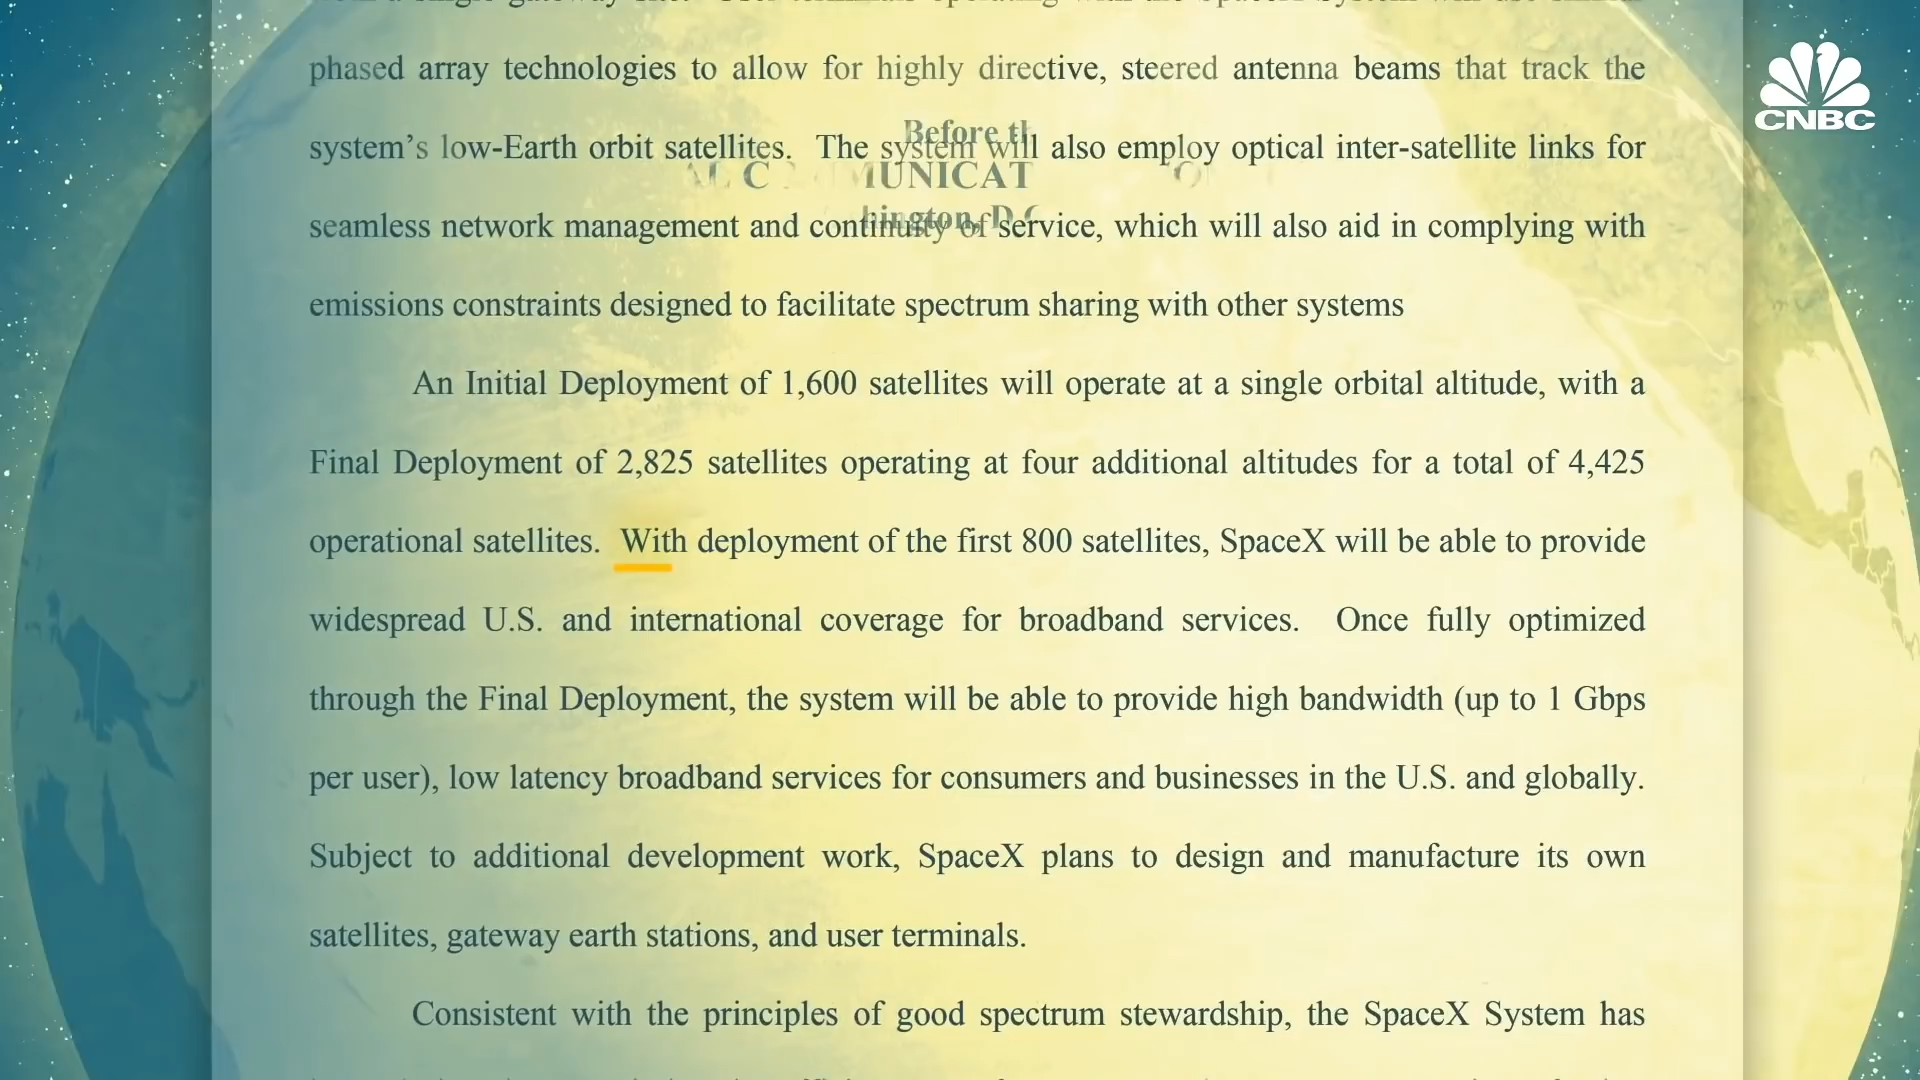 phased array technologies to allow for highly directive, steered antenna beams that track the
CNBC
Before
system’s low-Earth orbit satellites. The system will also employ optical inter-satellite links for
seamless network management and continuity of service, which will also aid in complying with
emissions constraints designed to facilitate spectrum sharing with other systems
An Initial Deployment of 1,600 satellites will operate at a single orbital altitude, with a
Final Deployment of 2,825 satellites operating at four additional altitudes for a total of 4,425
operational satellites. With deployment of the first 800 satellites, SpaceX will be able to provide
widespread U.S. and international coverage for broadband services. Once fully optimized
through the Final Deployment, the system will be able to provide high bandwidth (up to 1 Gbps
per user), low latency broadband services for consumers and businesses in the U.S. and globally.
Subject to additional development work, SpaceX plans to design and manufacture its own
satellites, gateway earth stations, and user terminals.
Consistent with the principles of good spectrum stewardship, the SpaceX System has